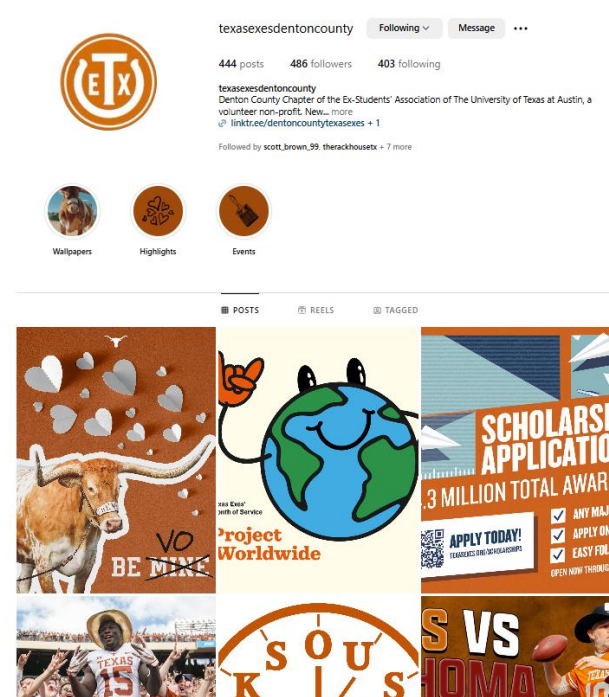 texasexesdentoncounty Following Message
444 posts 486 followers 403 following
texasexesdentoncounty
Denton County Chapter of the Ex-Students' Association of The University of Texas at Austin, a
volunteer non-profit. New... more
linktr.ee/dentoncountytexasexes + 1
Followed by scott_brown_99, therackhousetx + 7 more
ETX
Wallpapers Highlights Events
POSTS REELS TAGGED
VO
BE MINE
xas Exes'
onth of Service
Project
Worldwide
SCHOLARS
APPLICATIO
.3 MILLION TOTAL AWAR
APPLY TODAY!
TEXASEXES.ORG/SCHOLARSHIPS
ANY MAJ
APPLY ON
EASY FOL
OPEN NOW THROUG
TEXAS
15
K S O U S
S VS
HOMA
TEXAS